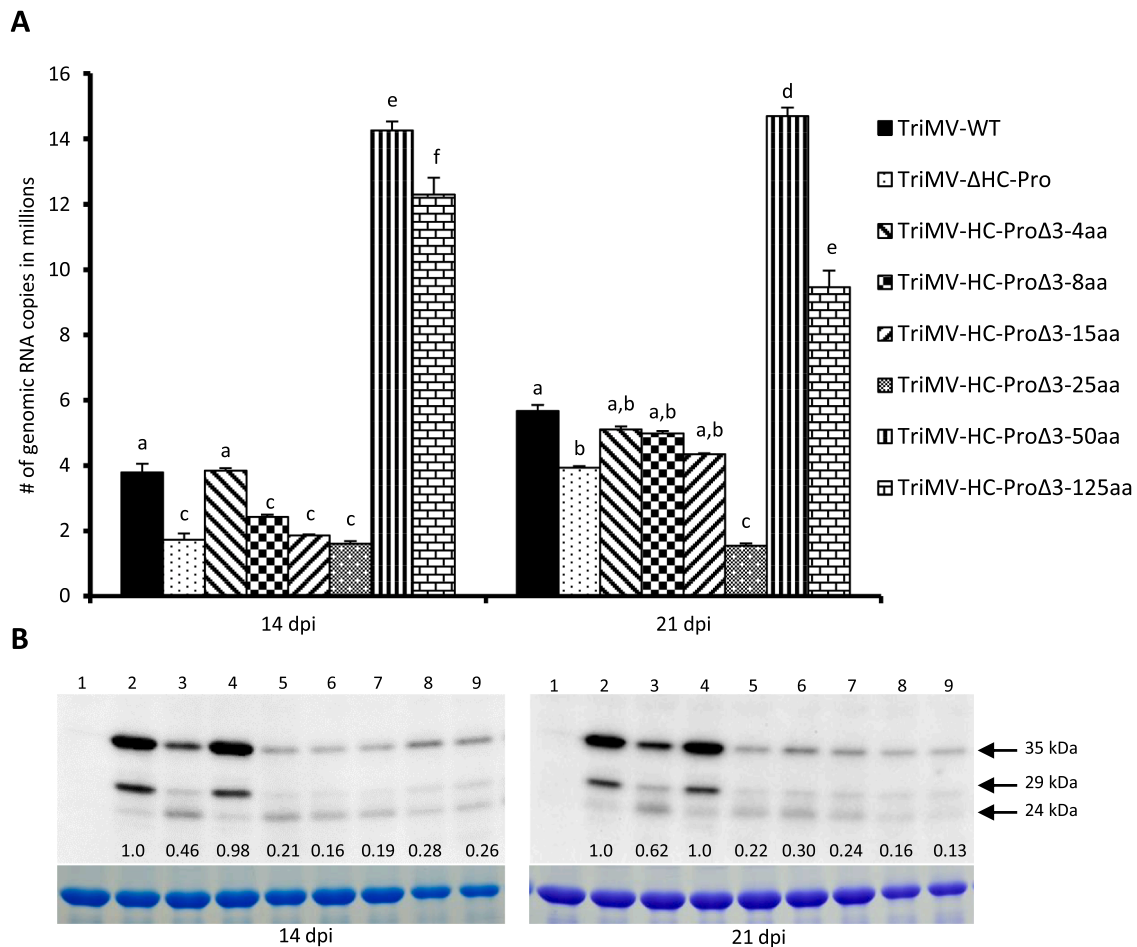 A
# of genomic RNA copies in millions
16
14
12
10
8
6
4
2
0
a
c
a
c
c
c
e
f
a
b
a,b
a,b
a,b
c
d
e
14 dpi
21 dpi
TriMV-WT
TriMV-ΔHC-Pro
TriMV-HC-ProΔ3-4aa
TriMV-HC-ProΔ3-8aa
TriMV-HC-ProΔ3-15aa
TriMV-HC-ProΔ3-25aa
TriMV-HC-ProΔ3-50aa
TriMV-HC-ProΔ3-125aa
B
1 2 3 4 5 6 7 8 9
1.0 0.46 0.98 0.21 0.16 0.19 0.28 0.26
14 dpi
1 2 3 4 5 6 7 8 9
35 kDa
29 kDa
24 kDa
1.0 0.62 1.0 0.22 0.30 0.24 0.16 0.13
21 dpi